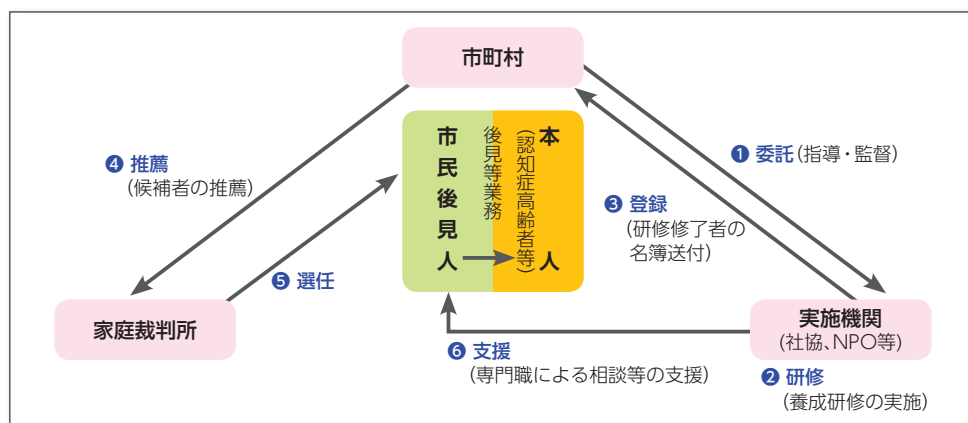 市町村
❶ 委託(指導・監督)
❹ 推薦
(候補者の推薦)
市民後見人
後見等業務
本人
(認知症高齢者等)
❸ 登録
(研修修了者の
名簿送付)
❺ 選任
家庭裁判所
実施機関
(社協、NPO等)
❻ 支援
(専門職による相談等の支援)
❷ 研修
(養成研修の実施)